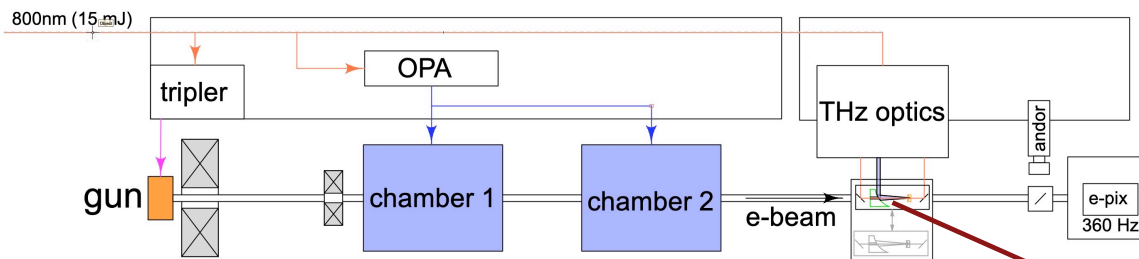 800nm (15 mJ)
OPA
tripler
THz optics
andor
gun
chamber 1
chamber 2
e-beam
e-pix
360 Hz